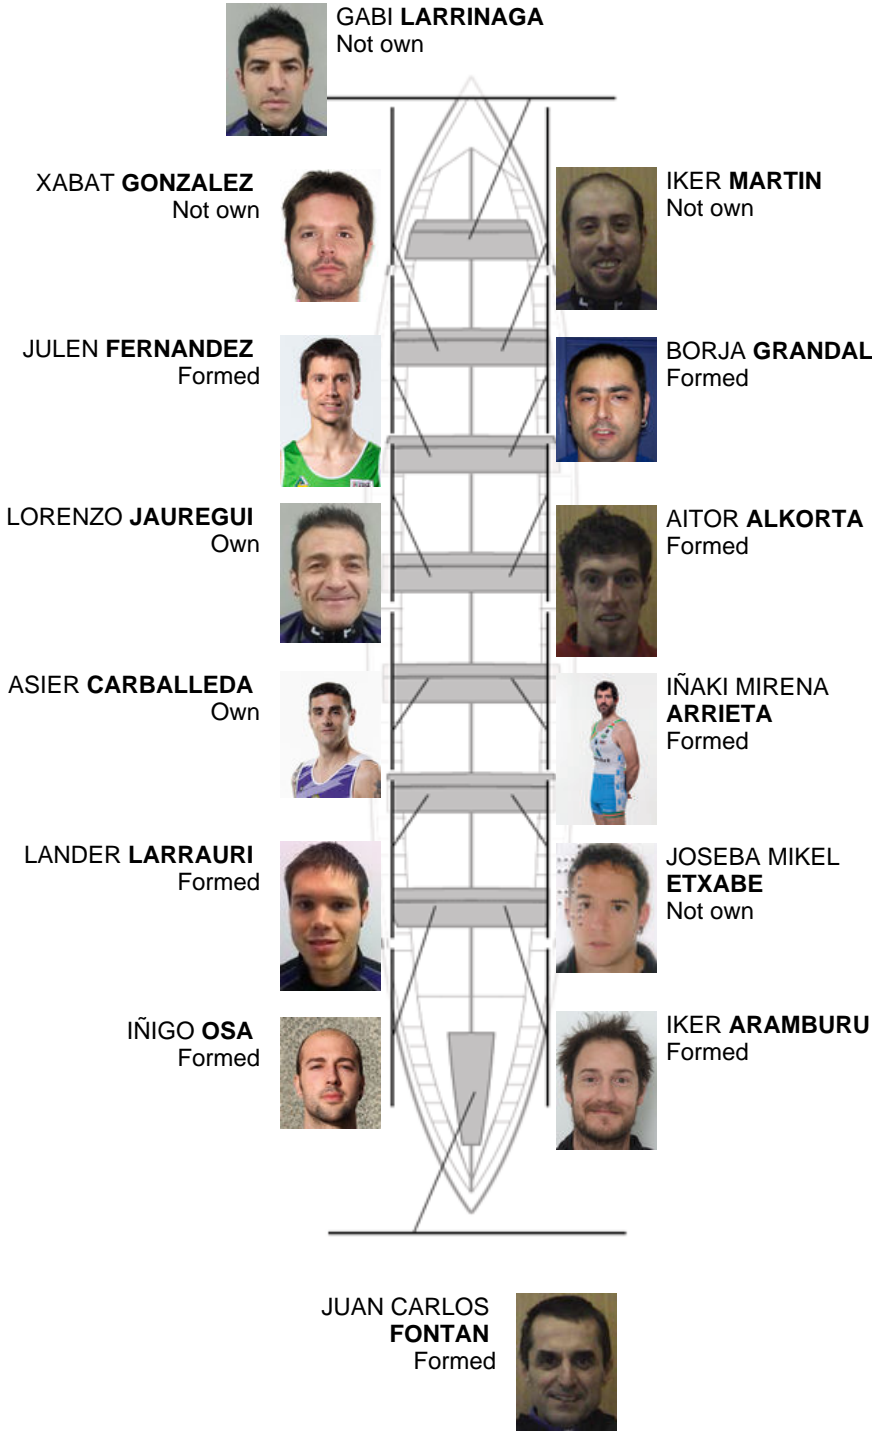 GABI LARRINAGA
Not own
XABAT GONZALEZ
Not own
IKER MARTIN
Not own
JULEN FERNANDEZ
Formed
BORJA GRANDAL
Formed
LORENZO JAUREGUI
Own
AITOR ALKORTA
Formed
ASIER CARBALLEDA
Own
IÑAKI MIRENA
ARRIETA
Formed
LANDER LARRAURI
Formed
JOSEBA MIKEL
ETXABE
Not own
IÑIGO OSA
Formed
IKER ARAMBURU
Formed
JUAN CARLOS
FONTAN
Formed